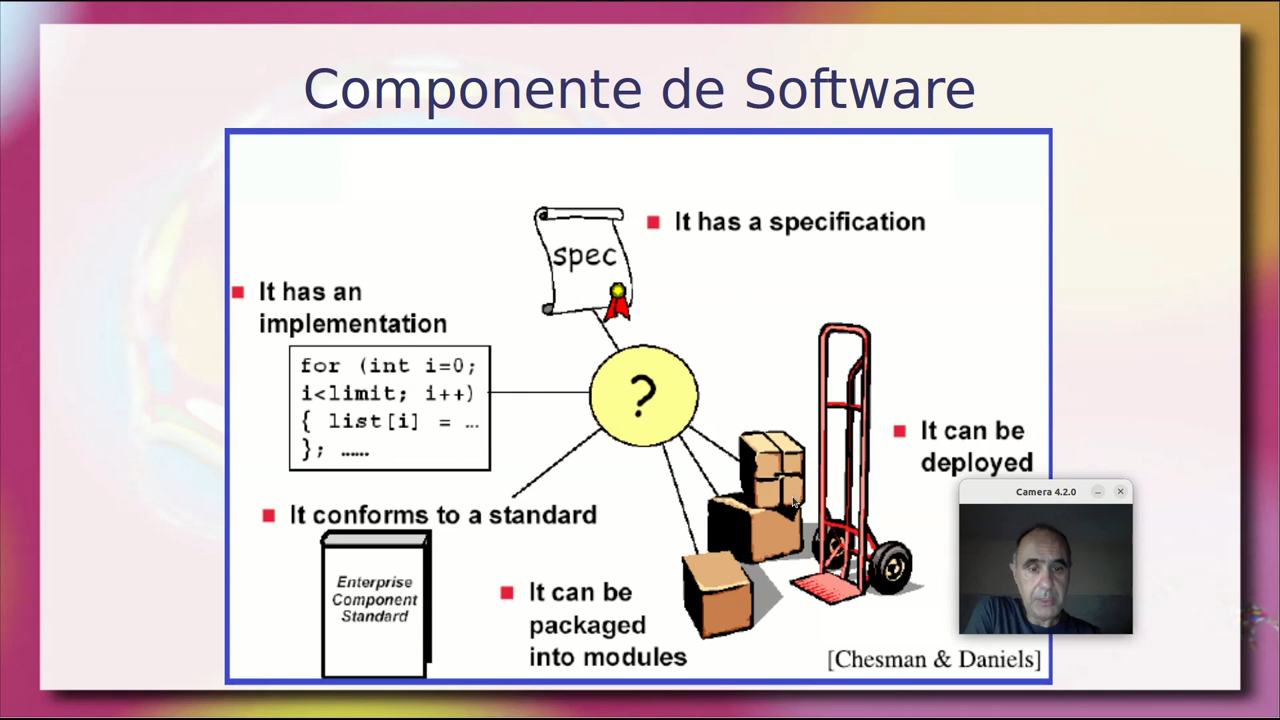 Componente de Software
It has a specification
spec
It has an
implementation
for (int i=0;
i<limit; i++)
{ list[i] = …
}; ……
?
It can be
deployed
Camera 4.2.0
It conforms to a standard
Enterprise
Component
Standard
It can be
packaged
into modules
[Chesman & Daniels]